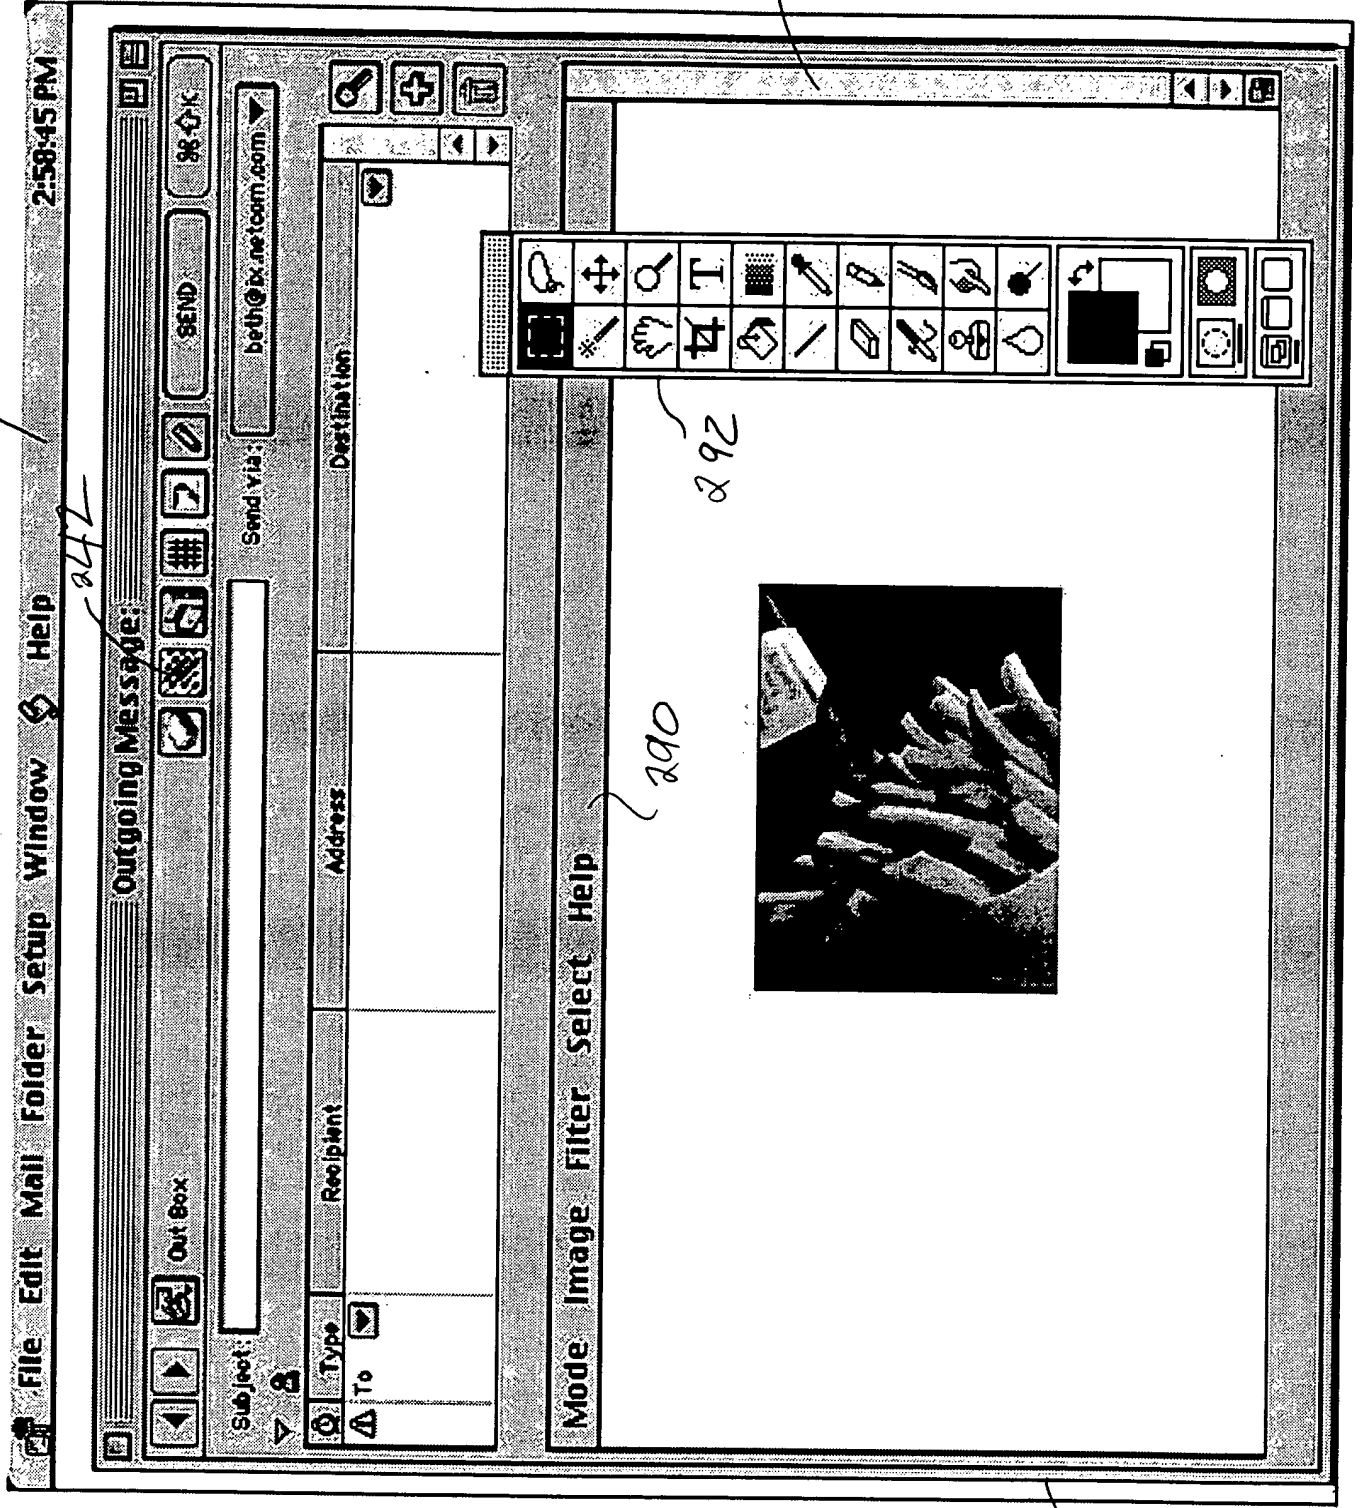 File Edit Mail Folder Setup Window Help 2:58:45 PM
242
Outgoing Message:
Out Box SEND ⌘⇧K
Subject: Send via: beth@ix.netcom.com
Type Recipient Address Destination
To
Mode Image Filter Select Help
290
292
T